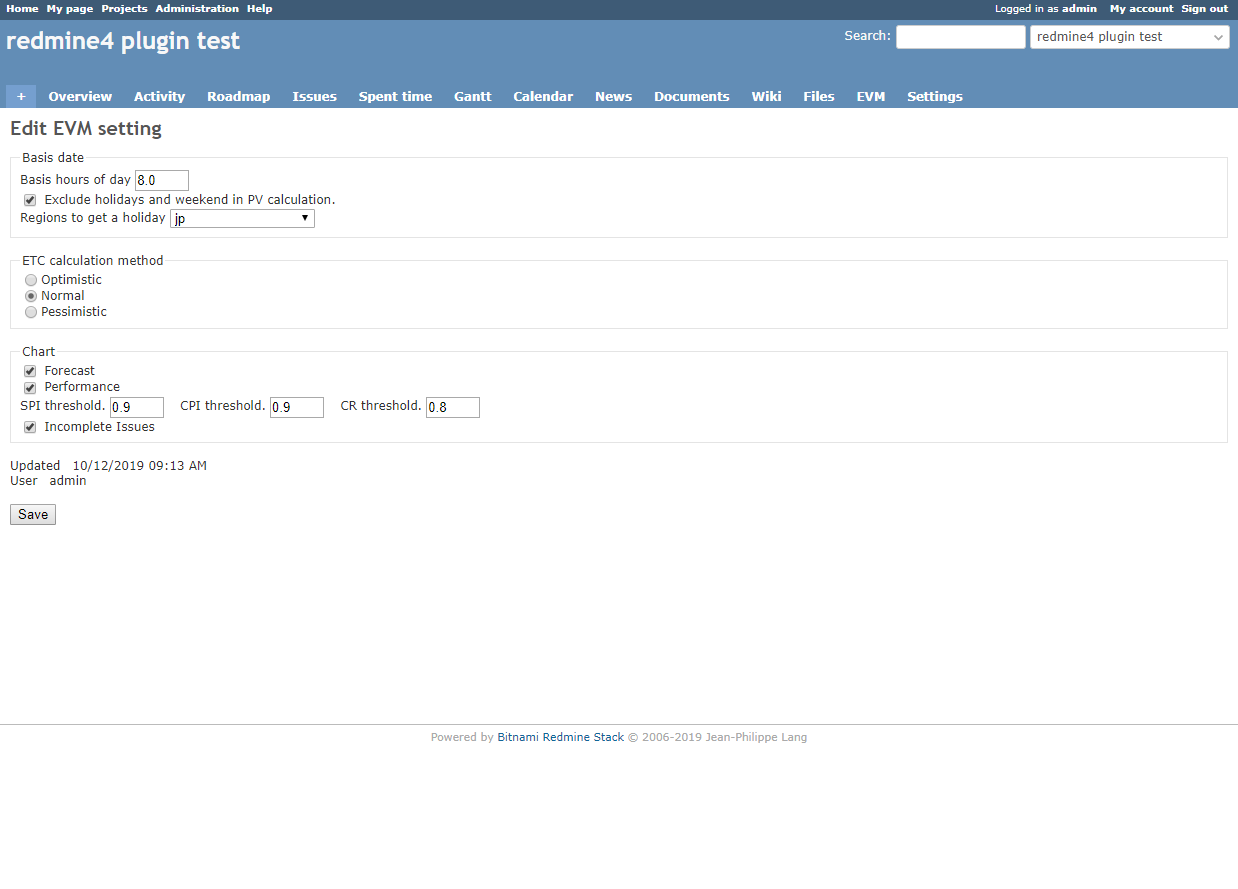 Home My page Projects Administration Help Logged in as admin My account Sign out
redmine4 plugin test Search: redmine4 plugin test
+ Overview Activity Roadmap Issues Spent time Gantt Calendar News Documents Wiki Files EVM Settings
Edit EVM setting
Basis date
Basis hours of day 8.0
Exclude holidays and weekend in PV calculation.
Regions to get a holiday jp
ETC calculation method
Optimistic
Normal
Pessimistic
Chart
Forecast
Performance
SPI threshold. 0.9 CPI threshold. 0.9 CR threshold. 0.8
Incomplete Issues
Updated 10/12/2019 09:13 AM
User admin
Save
Powered by Bitnami Redmine Stack © 2006-2019 Jean-Philippe Lang